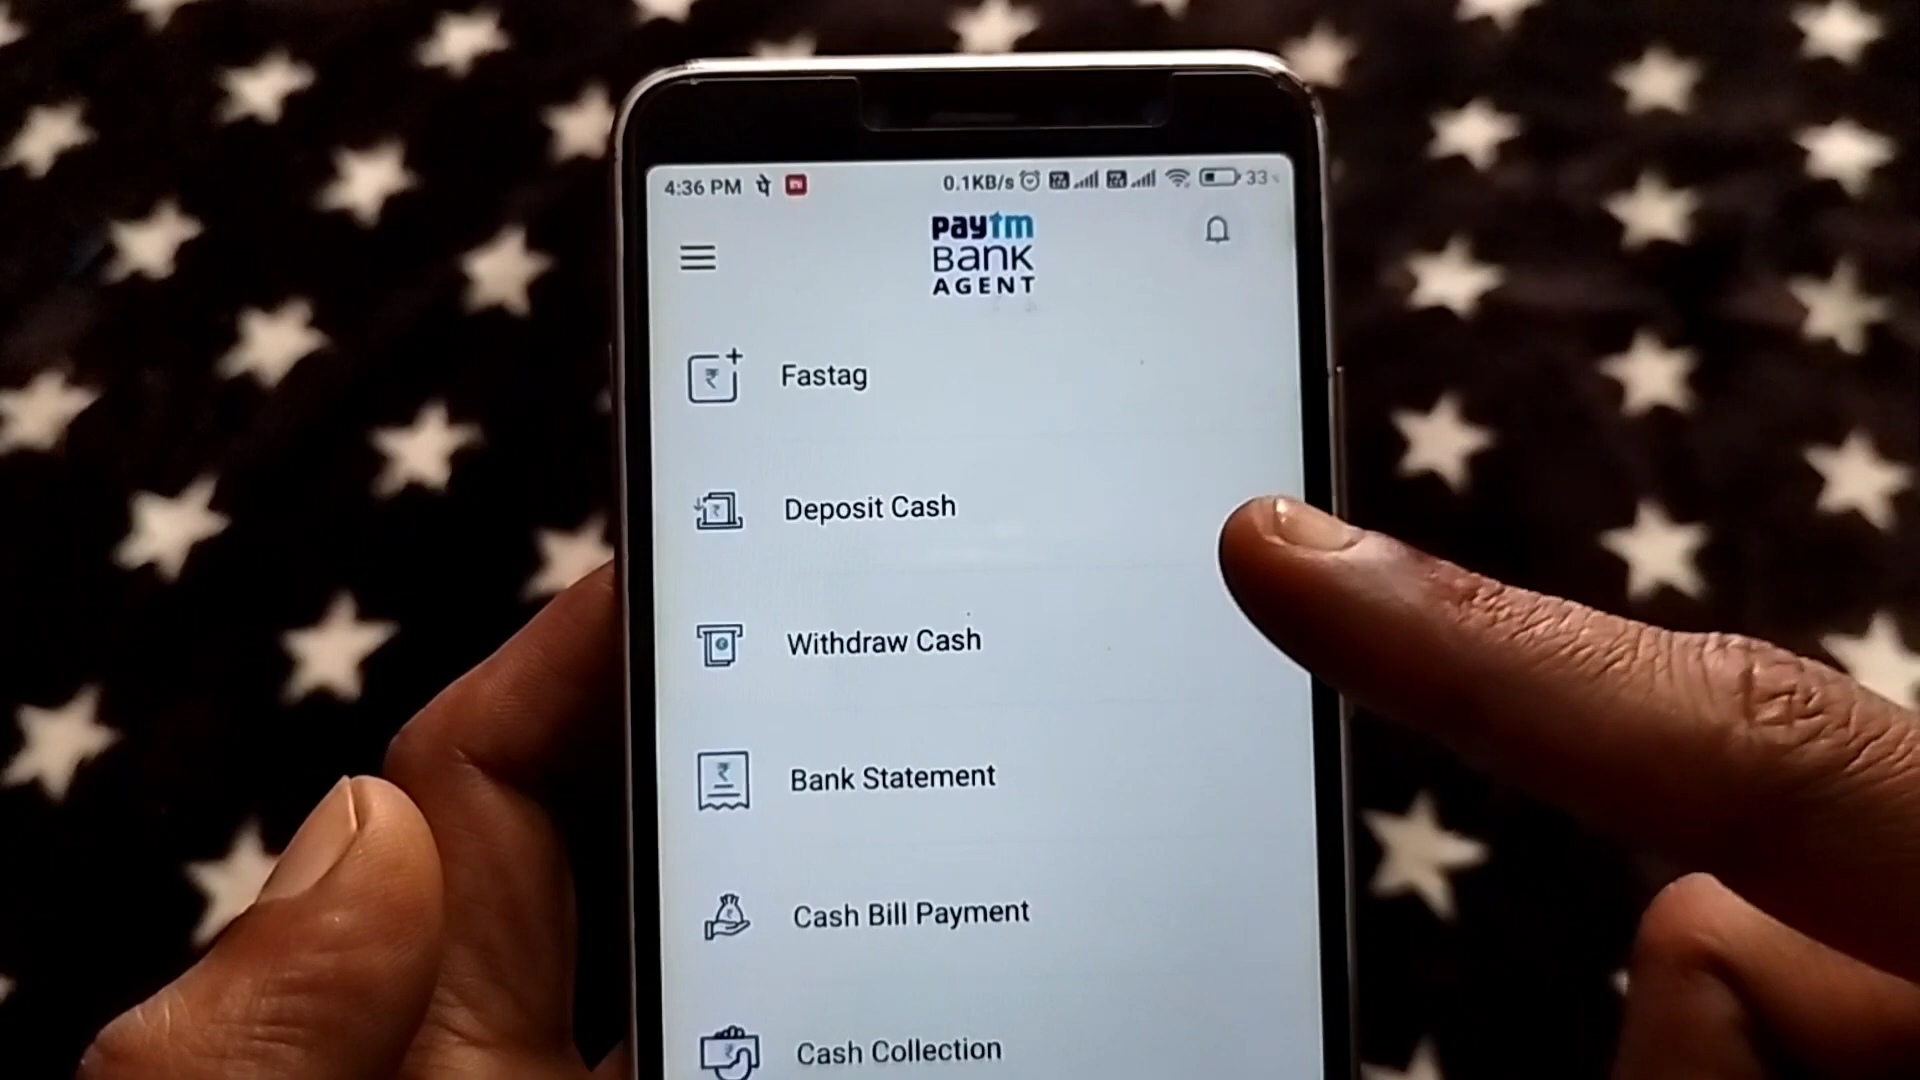 4:36 PM पे 0.1KB/s 33
paytm
Bank
AGENT
Fastag
Deposit Cash
Withdraw Cash
Bank Statement
Cash Bill Payment
Cash Collection